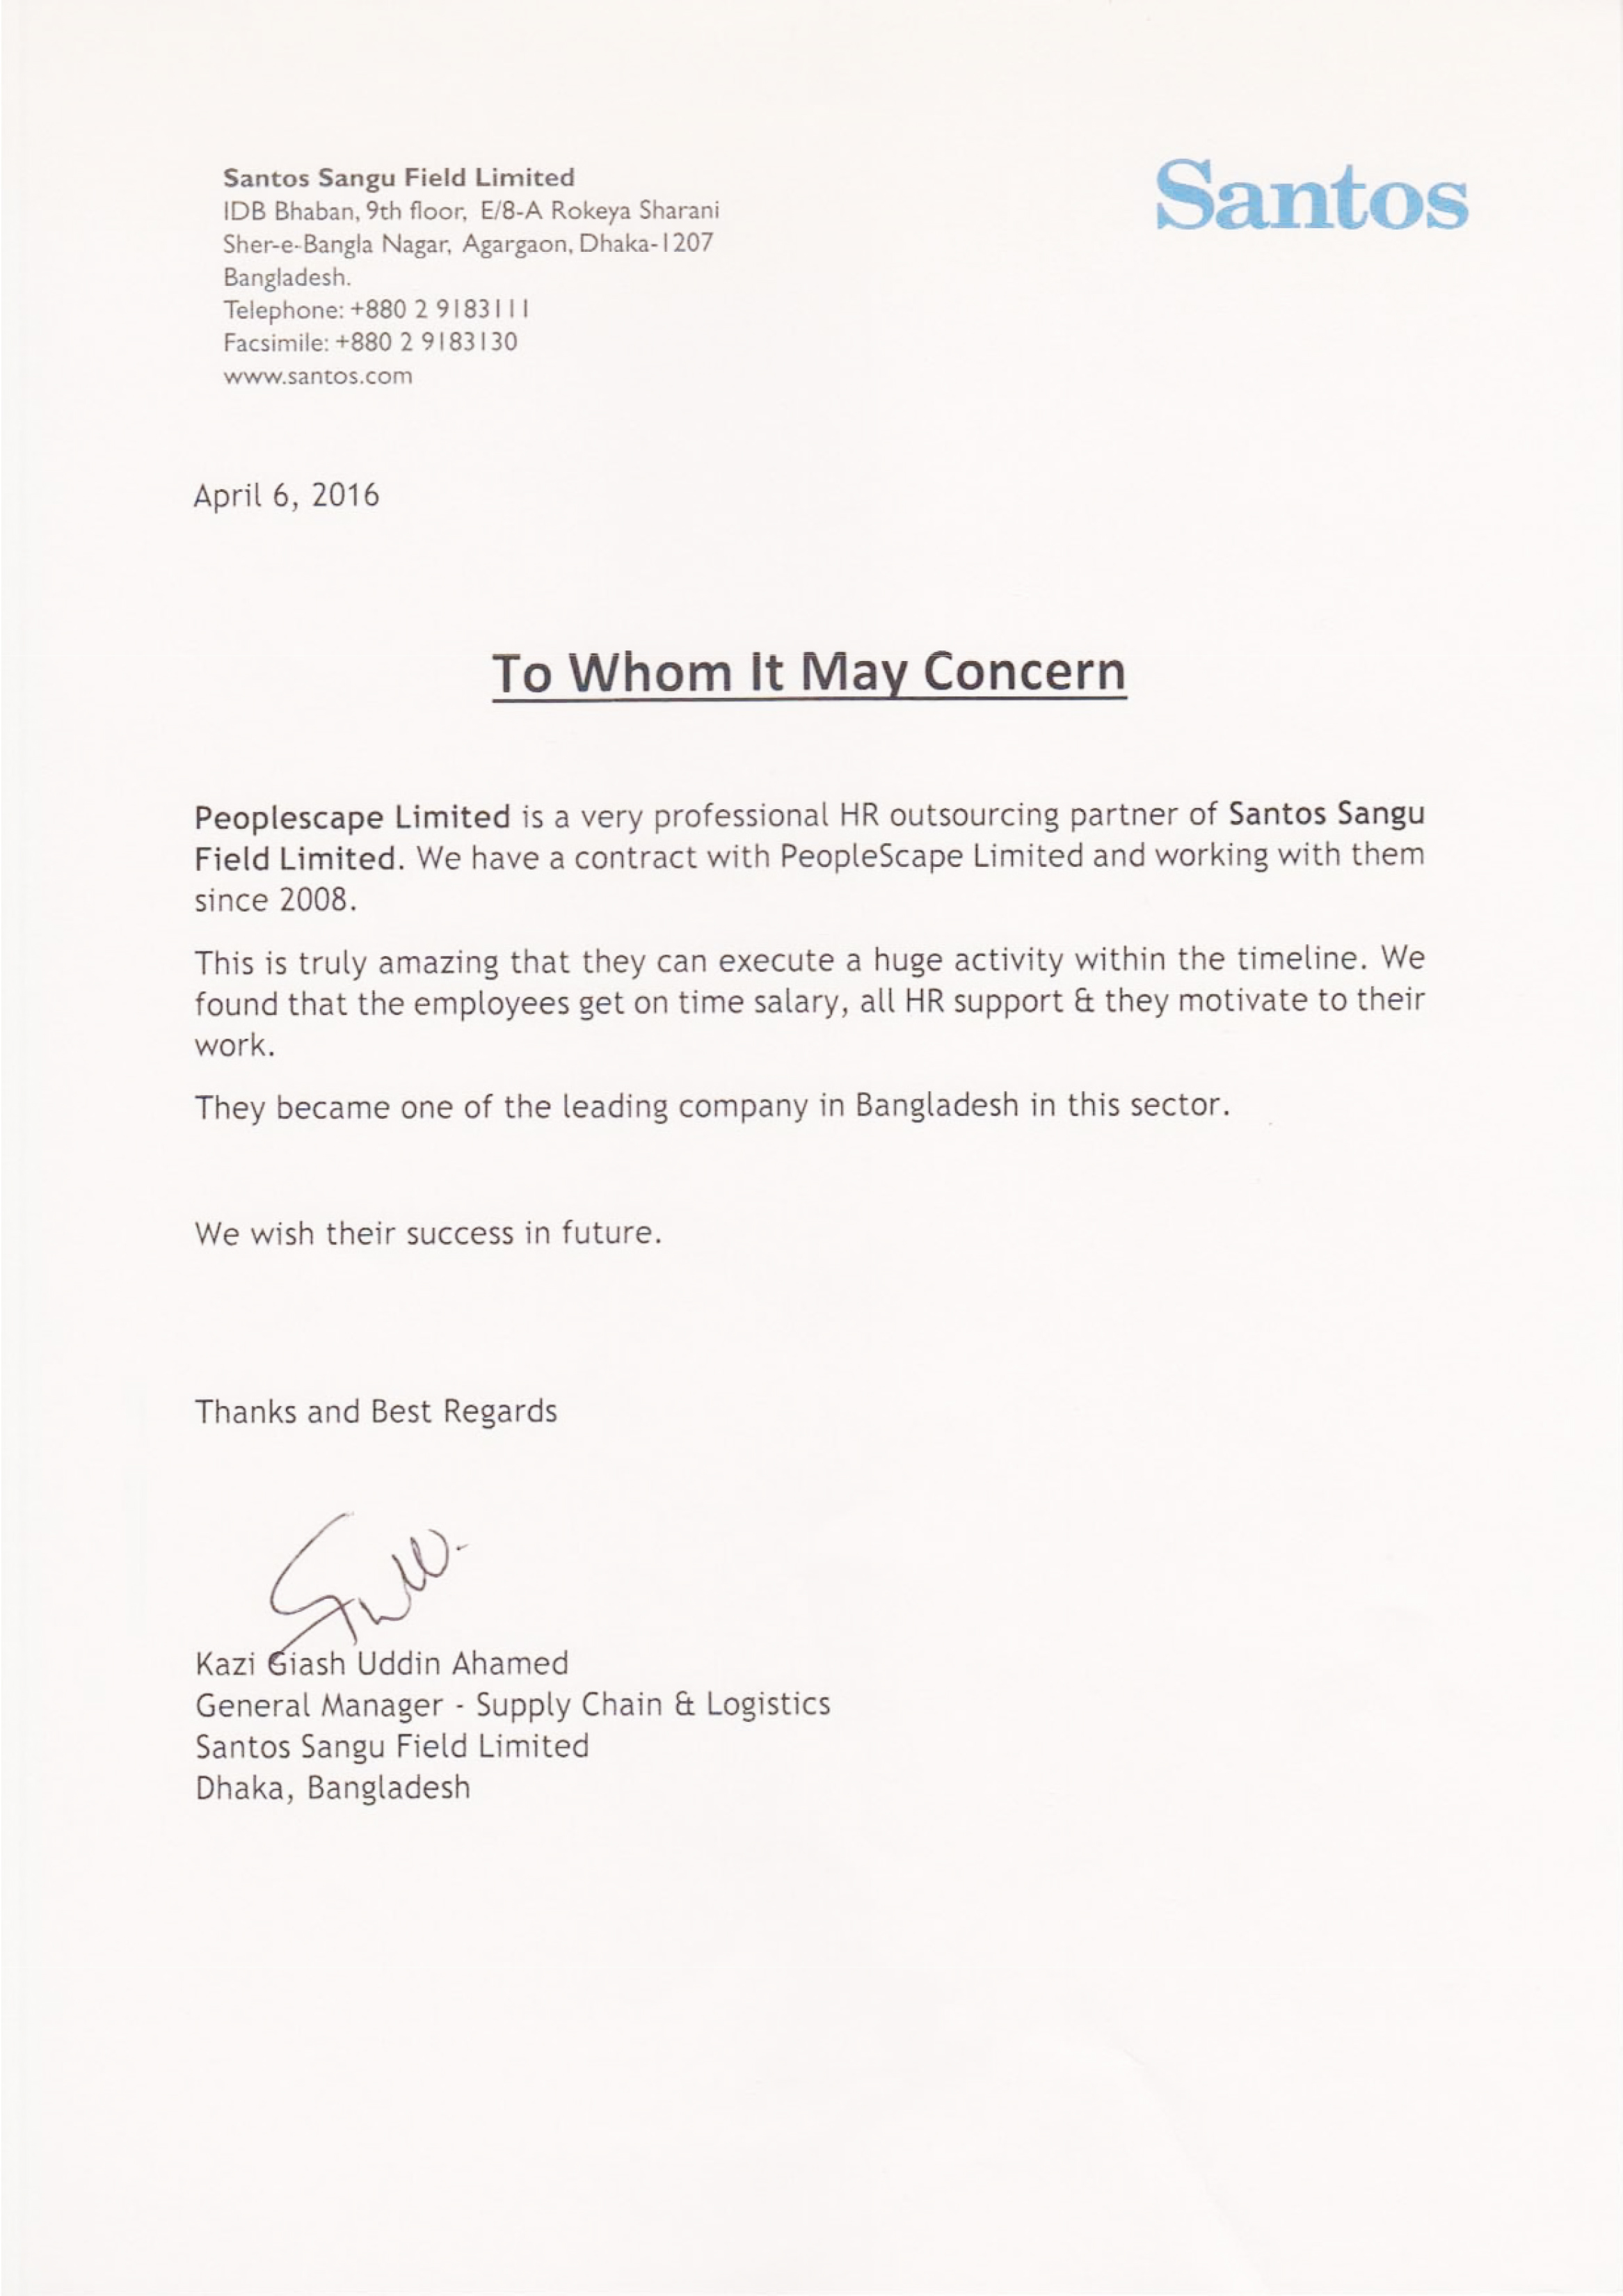 Santos Sangu Field Limited
IDB Bhaban, 9th floor, E/8-A Rokeya Sharani
Sher-e-Bangla Nagar, Agargaon, Dhaka-1207
Bangladesh.
Telephone: +880 2 9183111
Facsimile: +880 2 9183130
www.santos.com
Santos
April 6, 2016
To Whom It May Concern
Peoplescape Limited is a very professional HR outsourcing partner of Santos Sangu
Field Limited. We have a contract with PeopleScape Limited and working with them
since 2008.
This is truly amazing that they can execute a huge activity within the timeline. We
found that the employees get on time salary, all HR support & they motivate to their
work.
They became one of the leading company in Bangladesh in this sector.
We wish their success in future.
Thanks and Best Regards
Kazi Giash Uddin Ahamed
General Manager - Supply Chain & Logistics
Santos Sangu Field Limited
Dhaka, Bangladesh